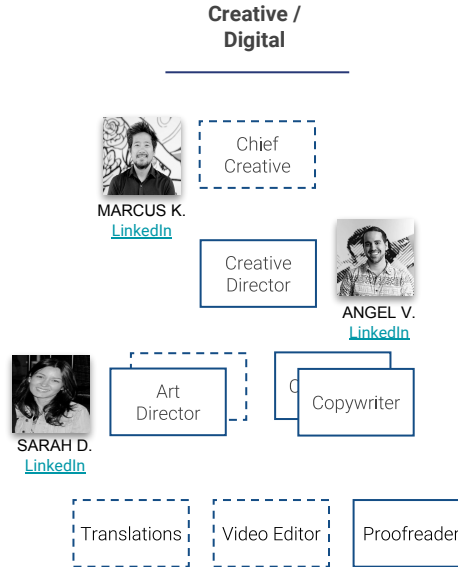 Creative /
Digital
Chief
Creative
MARCUS K.
LinkedIn
Creative
Director
ANGEL V.
LinkedIn
Art
Director
Copywriter
SARAH D.
LinkedIn
Translations
Video Editor
Proofreader